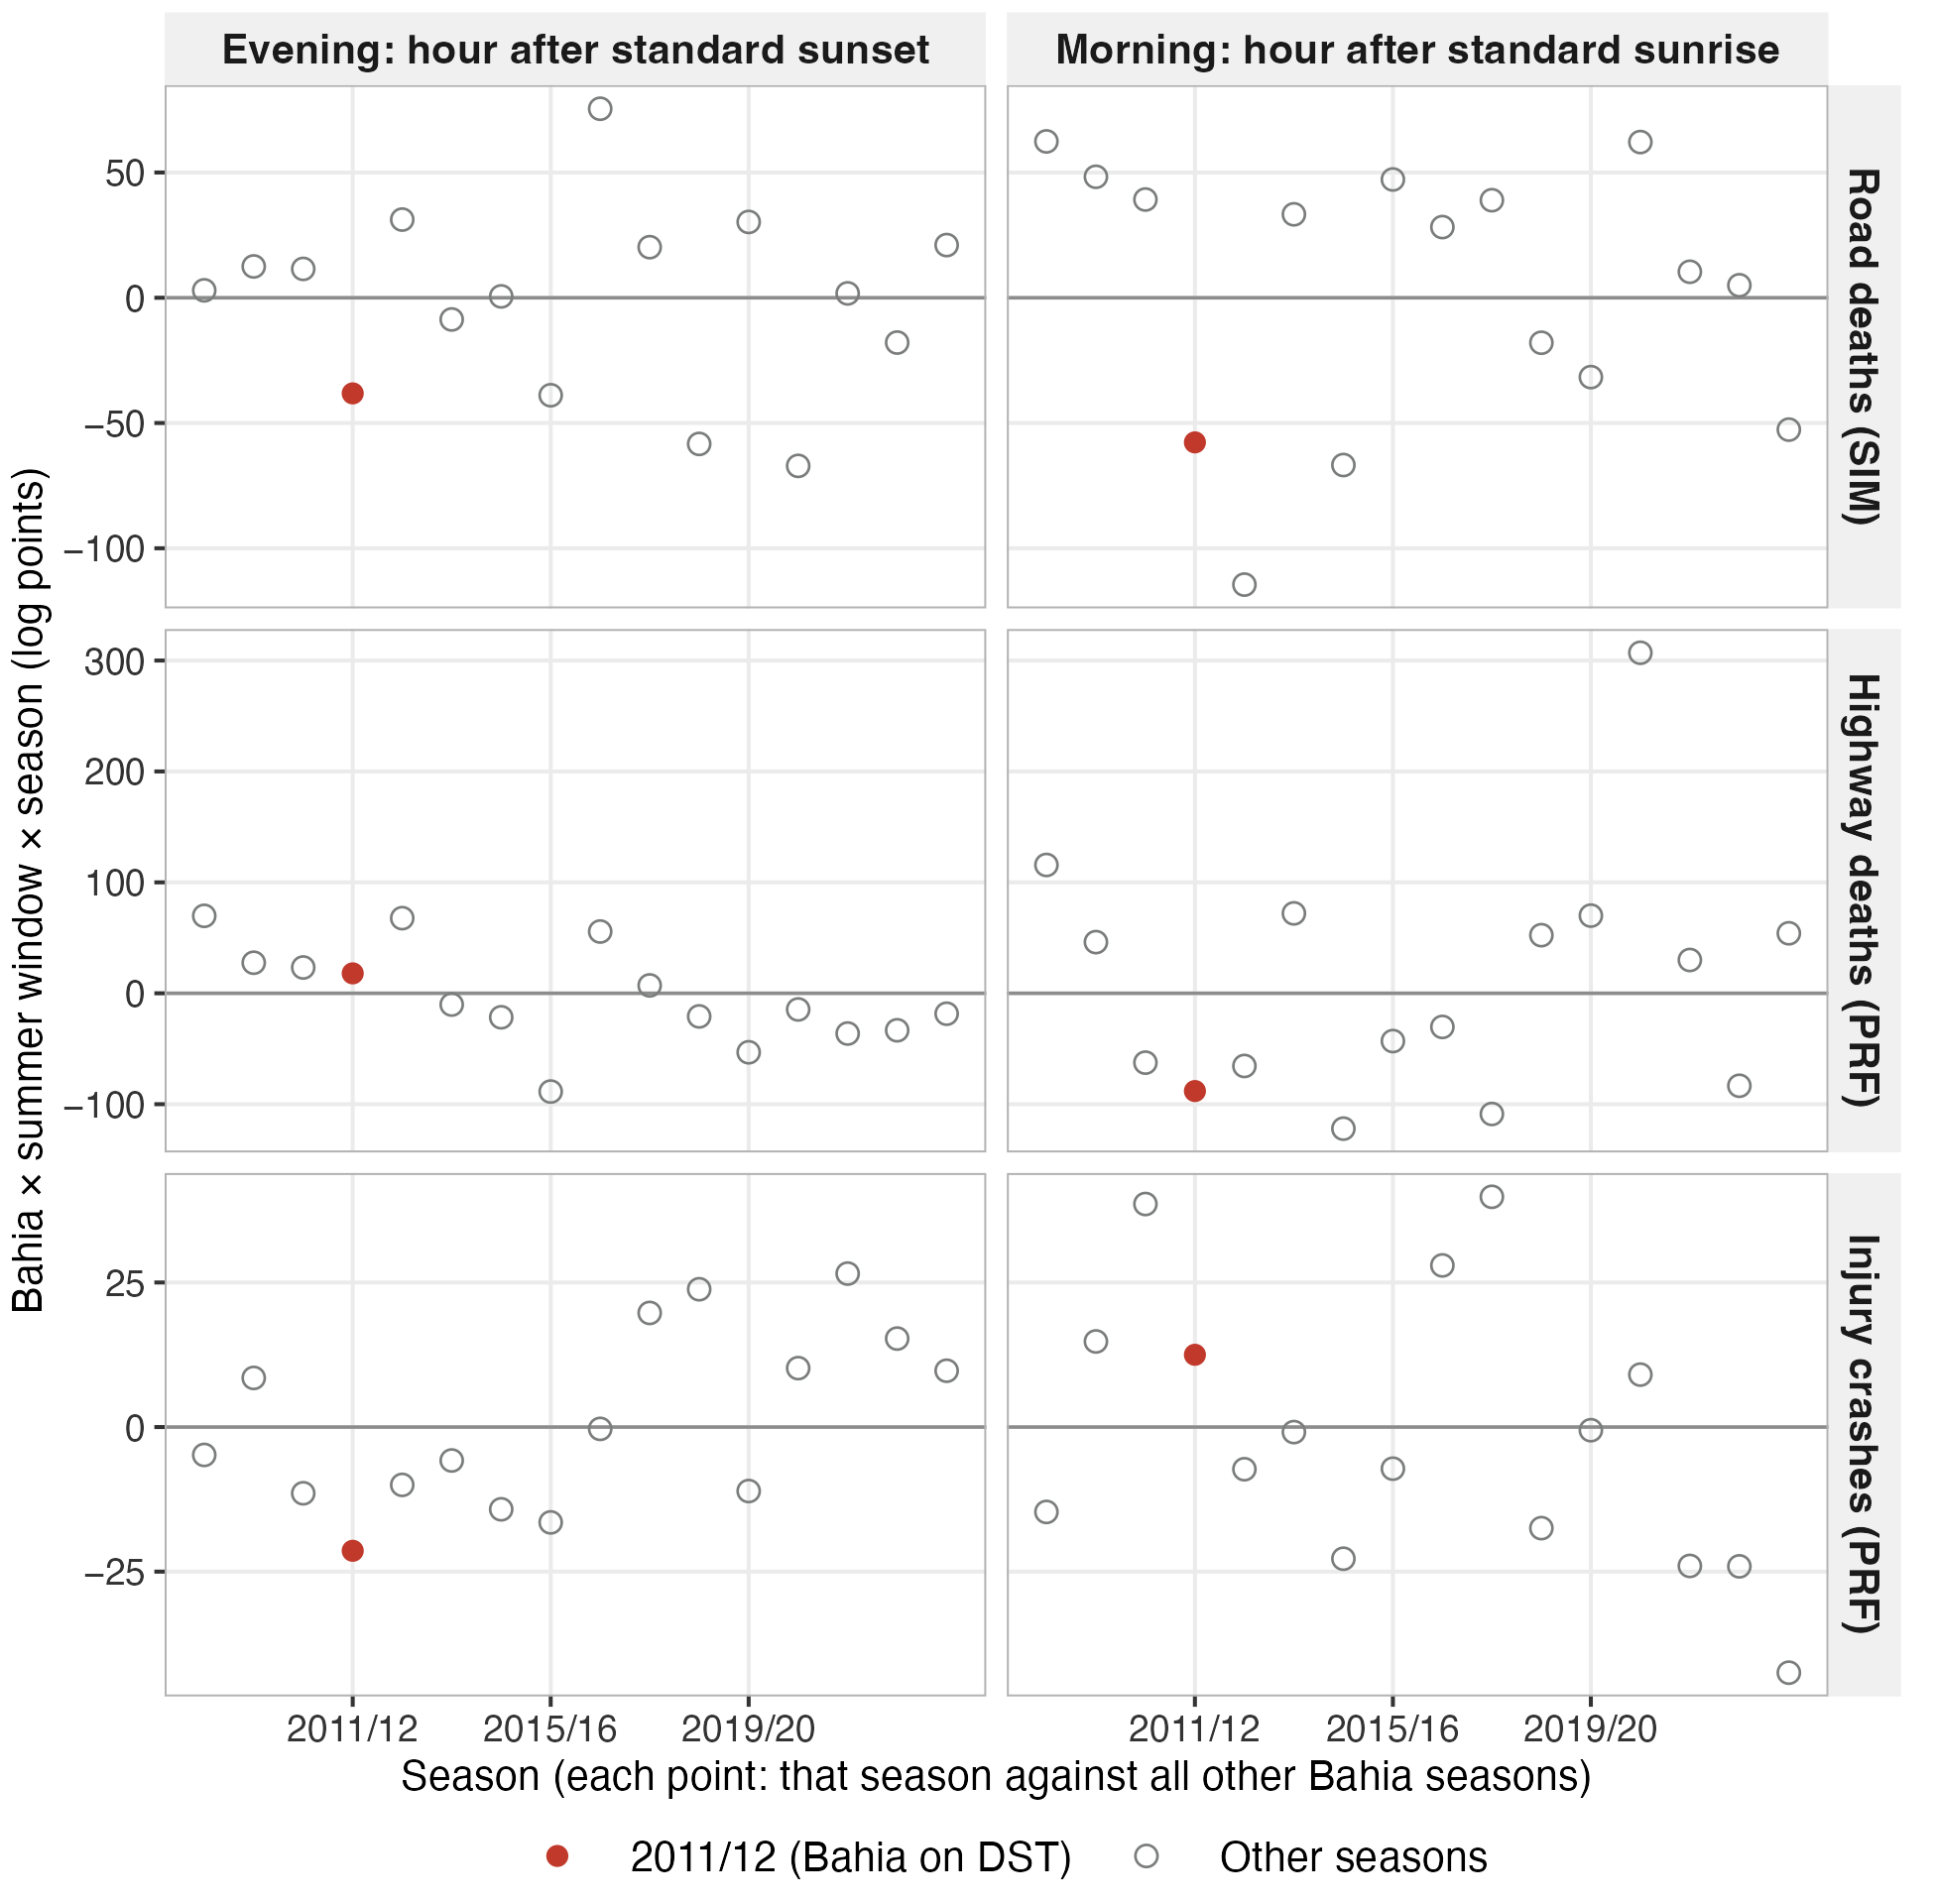 Evening: hour after standard sunset
Morning: hour after standard sunrise
Bahia × summer window × season (log points)
50
0
−50
−100
Road deaths (SIM)
300
200
100
0
−100
Highway deaths (PRF)
25
0
−25
Injury crashes (PRF)
2011/12 2015/16 2019/20
2011/12 2015/16 2019/20
Season (each point: that season against all other Bahia seasons)
2011/12 (Bahia on DST)
Other seasons